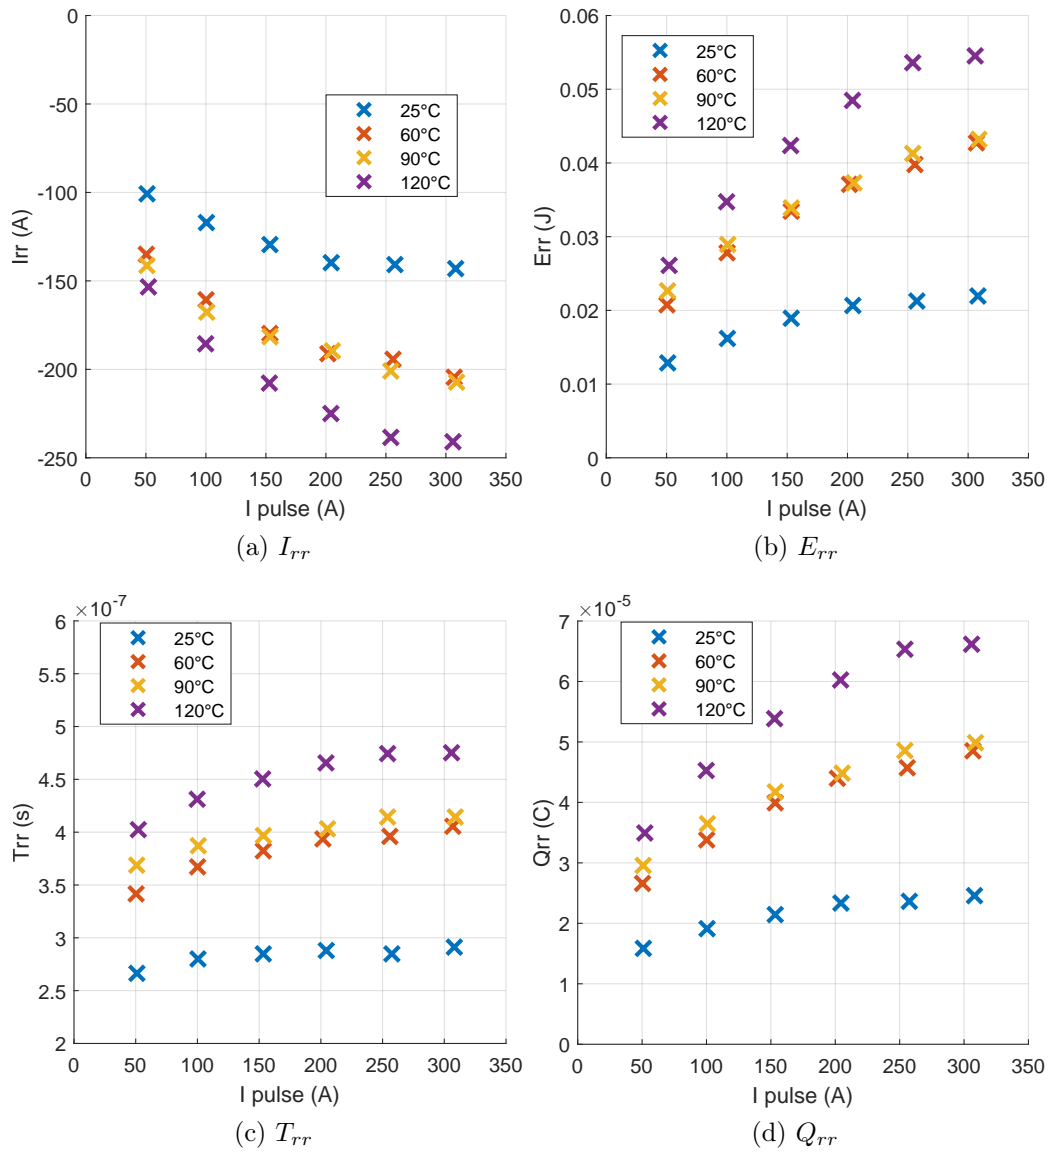 0
-50
-100
-150
-200
-250
Irr (A)
25°C
60°C
90°C
120°C
0 50 100 150 200 250 300 350
I pulse (A)
(a) Irr
0.06
0.05
0.04
0.03
0.02
0.01
0
Err (J)
25°C
60°C
90°C
120°C
0 50 100 150 200 250 300 350
I pulse (A)
(b) Err
×10-7
6
5.5
5
4.5
4
3.5
3
2.5
2
Trr (s)
25°C
60°C
90°C
120°C
0 50 100 150 200 250 300 350
I pulse (A)
(c) Trr
×10-5
7
6
5
4
3
2
1
0
Qrr (C)
25°C
60°C
90°C
120°C
0 50 100 150 200 250 300 350
I pulse (A)
(d) Qrr